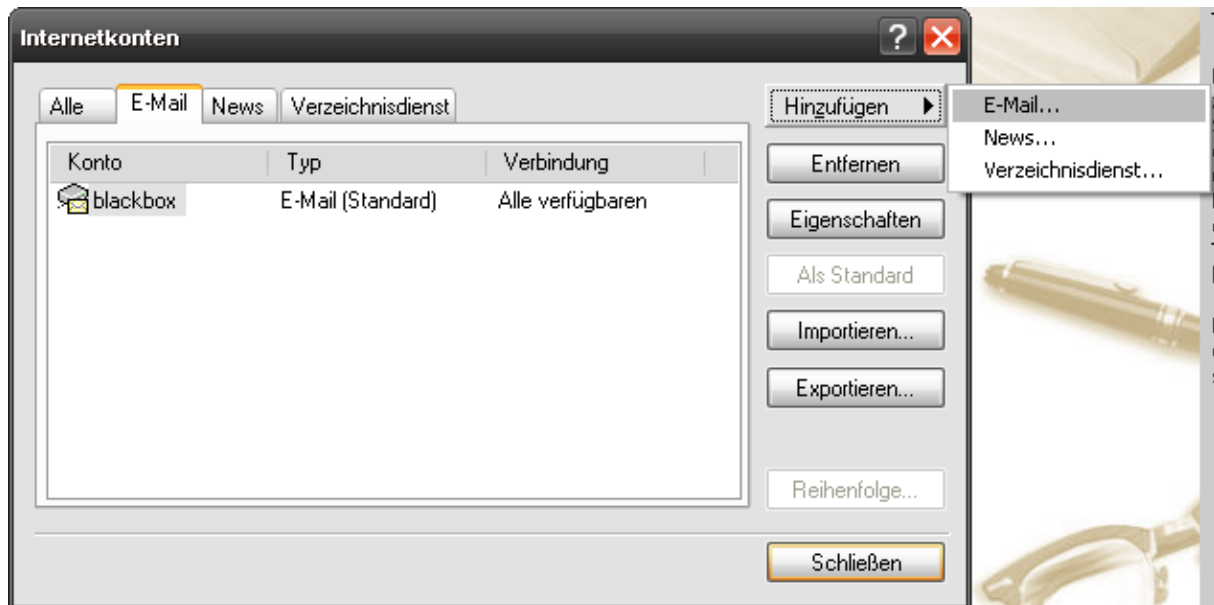 Internetkonten
Alle E-Mail News Verzeichnisdienst
Konto Typ Verbindung
blackbox E-Mail (Standard) Alle verfügbaren
Hinzufügen
Entfernen
Eigenschaften
Als Standard
Importieren...
Exportieren...
Reihenfolge...
Schließen
E-Mail...
News...
Verzeichnisdienst...